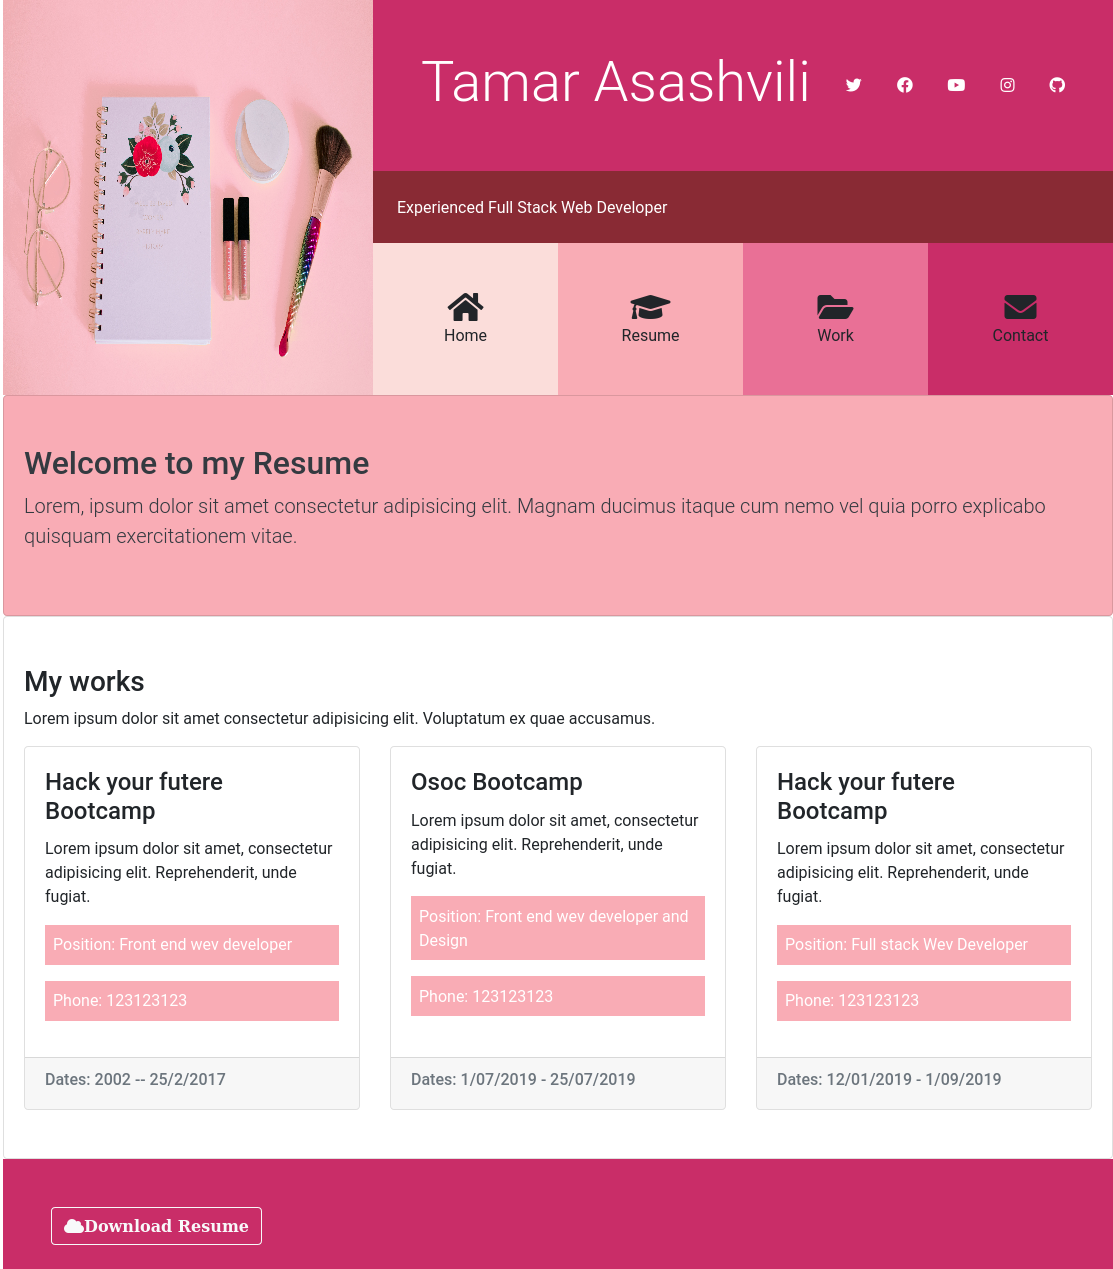 Tamar Asashvili
Experienced Full Stack Web Developer
Home
Resume
Work
Contact
Welcome to my Resume
Lorem, ipsum dolor sit amet consectetur adipisicing elit. Magnam ducimus itaque cum nemo vel quia porro explicabo
quisquam exercitationem vitae.
My works
Lorem ipsum dolor sit amet consectetur adipisicing elit. Voluptatum ex quae accusamus.
Hack your futere
Bootcamp
Lorem ipsum dolor sit amet, consectetur
adipisicing elit. Reprehenderit, unde
fugiat.
Position: Front end wev developer
Phone: 123123123
Dates: 2002 -- 25/2/2017
Osoc Bootcamp
Lorem ipsum dolor sit amet, consectetur
adipisicing elit. Reprehenderit, unde
fugiat.
Position: Front end wev developer and
Design
Phone: 123123123
Dates: 1/07/2019 - 25/07/2019
Hack your futere
Bootcamp
Lorem ipsum dolor sit amet, consectetur
adipisicing elit. Reprehenderit, unde
fugiat.
Position: Full stack Wev Developer
Phone: 123123123
Dates: 12/01/2019 - 1/09/2019
Download Resume